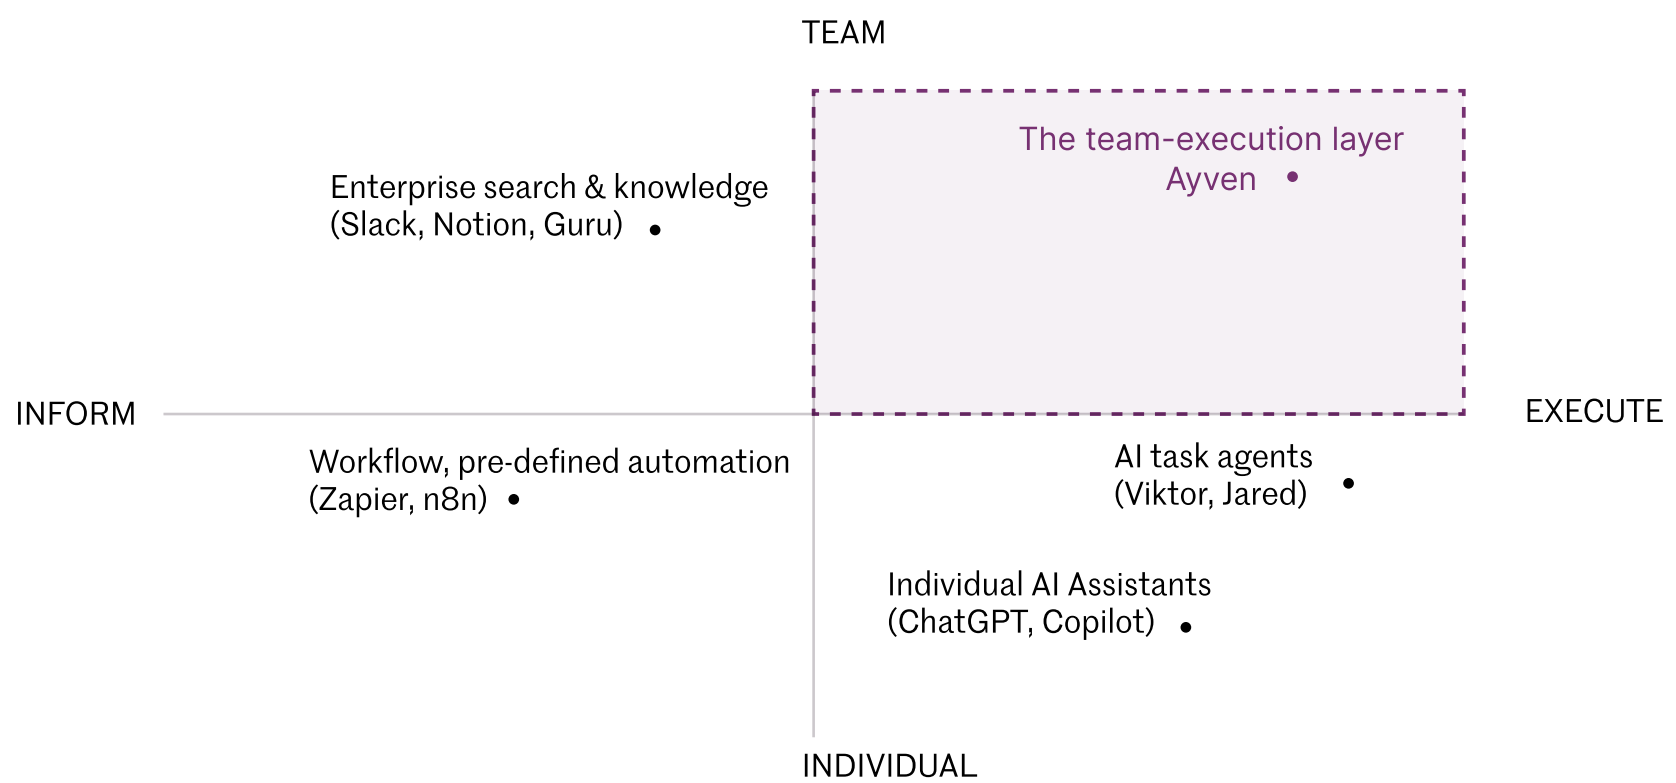 TEAM
The team-execution layer
Ayven
Enterprise search & knowledge
(Slack, Notion, Guru)
INFORM
EXECUTE
Workflow, pre-defined automation
(Zapier, n8n)
AI task agents
(Viktor, Jared)
Individual AI Assistants
(ChatGPT, Copilot)
INDIVIDUAL